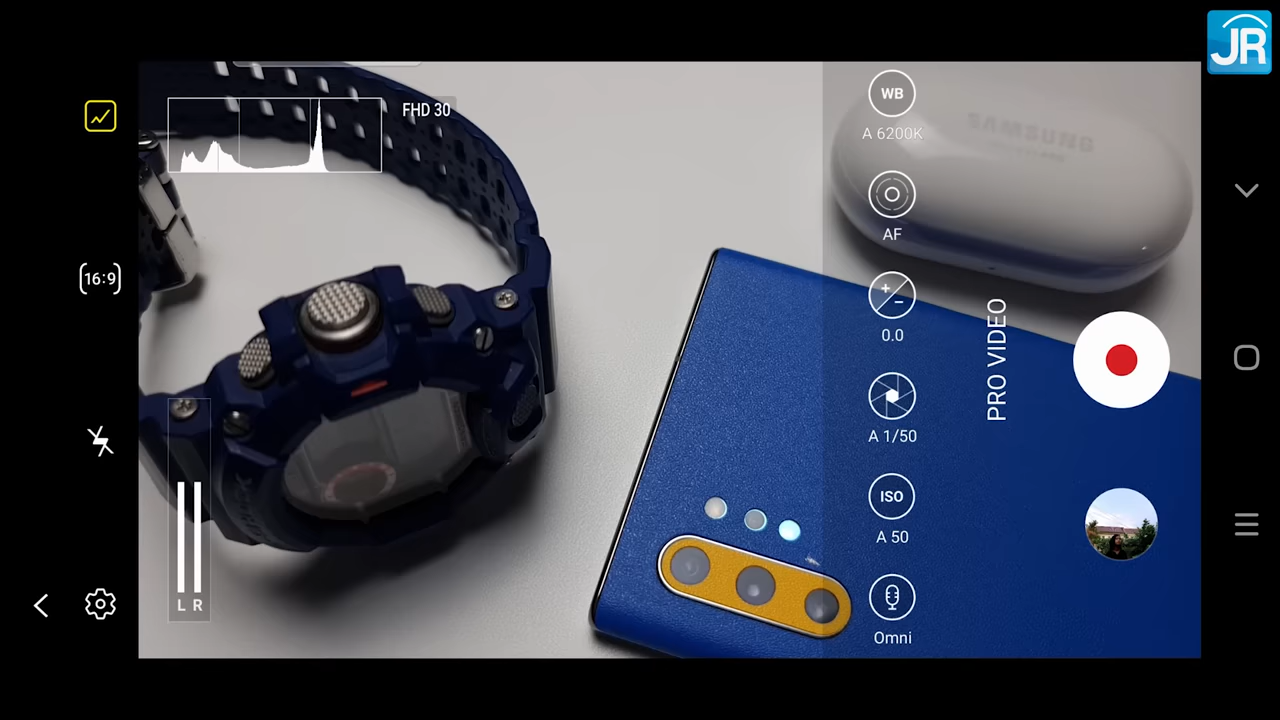 JR
FHD 30
WB
A 6200K
SAMSUNG
16:9
AF
0.0
PRO VIDEO
A 1/50
ISO
A 50
L R
Omni